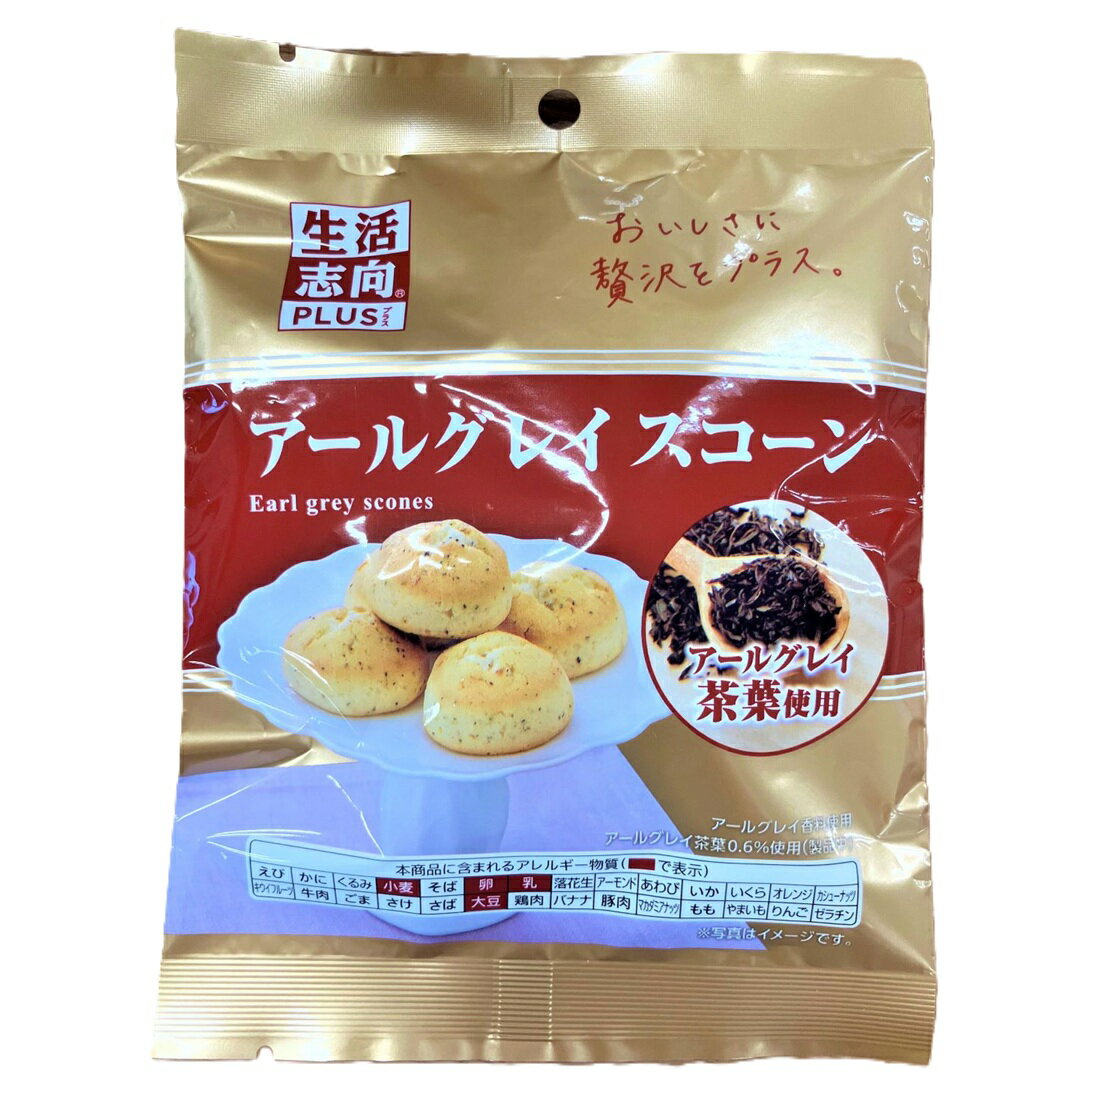 生活
志向®
PLUS プラス
おいしさに
贅沢をプラス。
アールグレイ スコーン
Earl grey scones
アールグレイ
茶葉使用
アールグレイ香料使用
アールグレイ茶葉0.6%使用(製品中)
本商品に含まれるアレルギー物質( で表示)
えび かに くるみ 小麦 そば 卵 乳 落花生 アーモンド あわび いか いくら オレンジ カシューナッツ
キウイフルーツ 牛肉 ごま さけ さば 大豆 鶏肉 バナナ 豚肉 マカダミアナッツ もも やまいも りんご ゼラチン
※写真はイメージです。